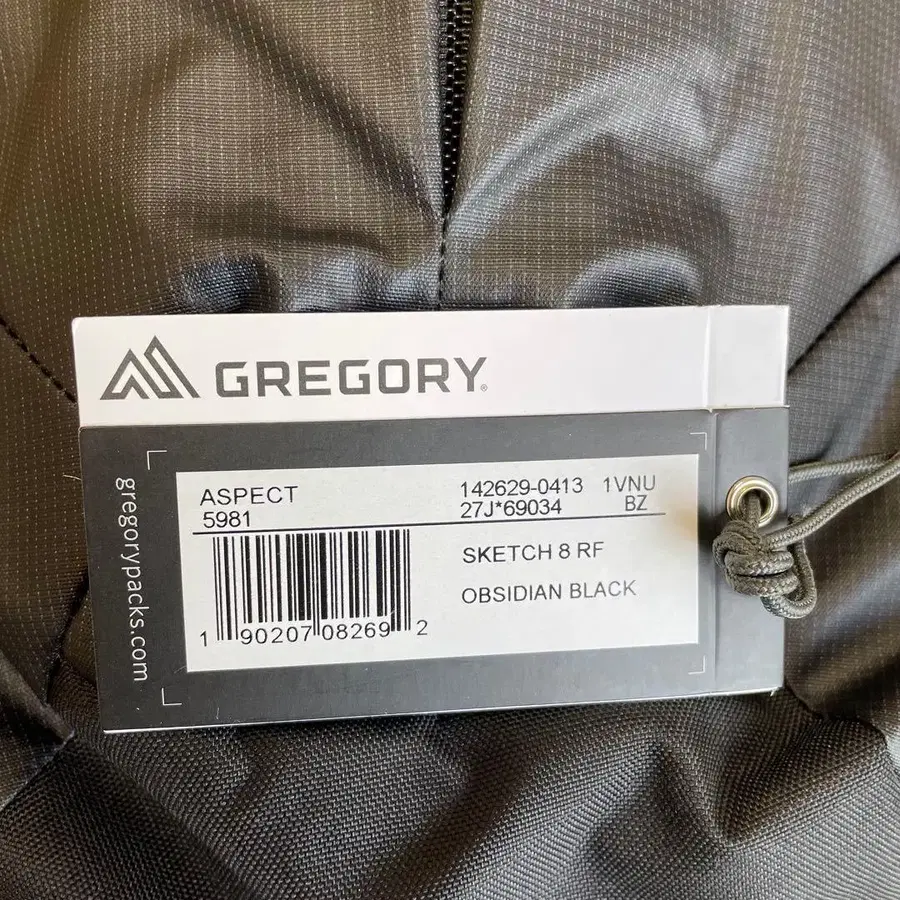 GREGORY
gregorypacks.com
ASPECT
5981
142629-0413 1VNU
27J*69034 BZ
SKETCH 8 RF
OBSIDIAN BLACK
1 90207 08269 2